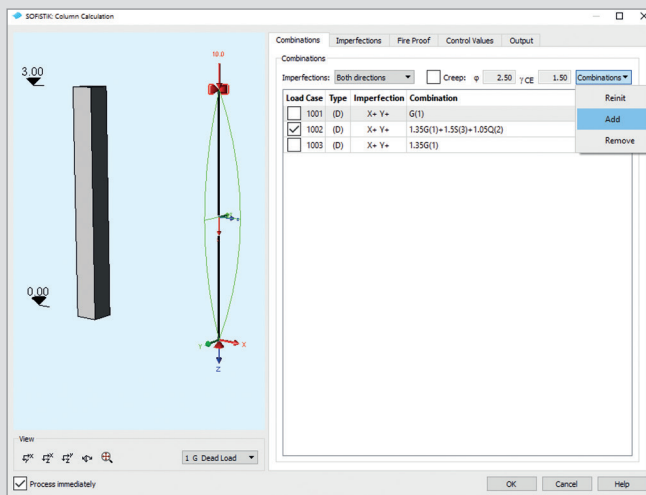 SOFiSTiK: Column Calculation
3.00
0.00
10.0
Y
X
Z
View
1 G Dead Load
Process immediately
Combinations Imperfections Fire Proof Control Values Output
Combinations
Imperfections: Both directions Creep: φ 2.50 γCE 1.50 Combinations
Load Case Type Imperfection Combination
1001 (D) X+ Y+ G(1)
1002 (D) X+ Y+ 1.35G(1)+1.5S(3)+1.05Q(2)
1003 (D) X+ Y+ 1.35G(1)
Reinit
Add
Remove
OK Cancel Help